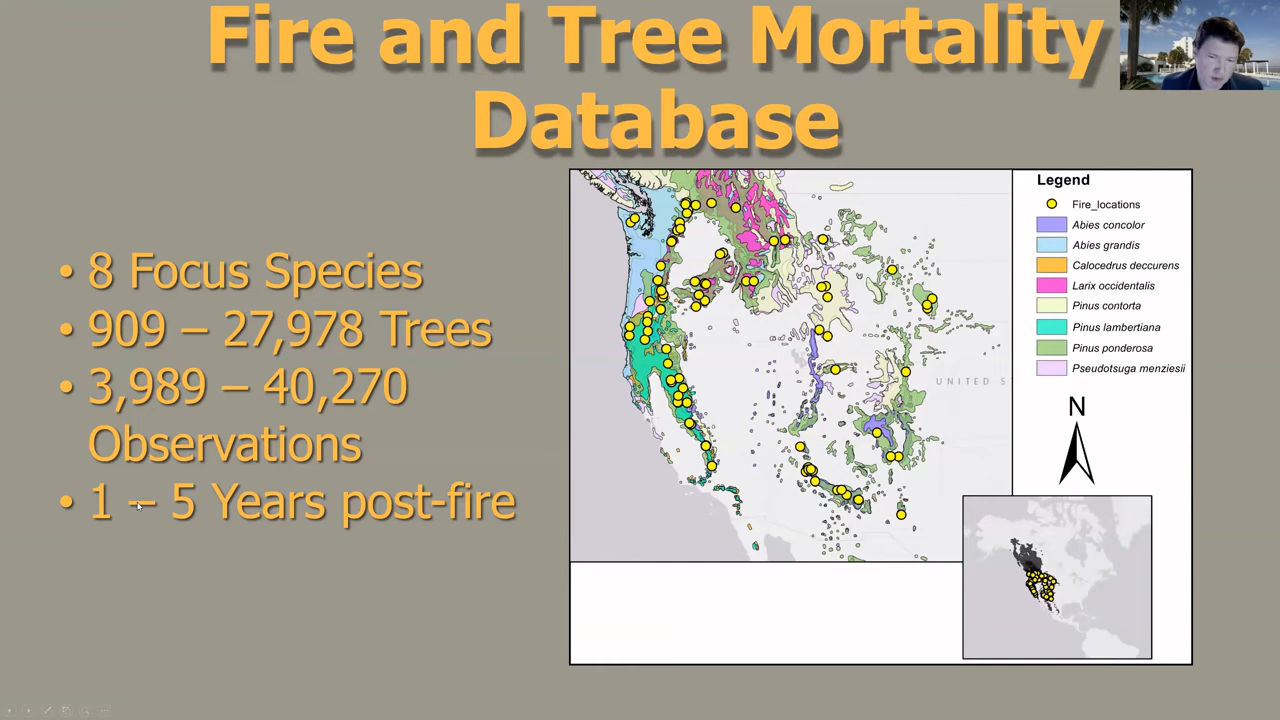 Fire and Tree Mortality
Database
• 8 Focus Species
• 909 – 27,978 Trees
• 3,989 – 40,270
Observations
• 1 – 5 Years post-fire
UNITED S
Legend
Fire_locations
Abies concolor
Abies grandis
Calocedrus deccurens
Larix occidentalis
Pinus contorta
Pinus lambertiana
Pinus ponderosa
Pseudotsuga menziesii
N